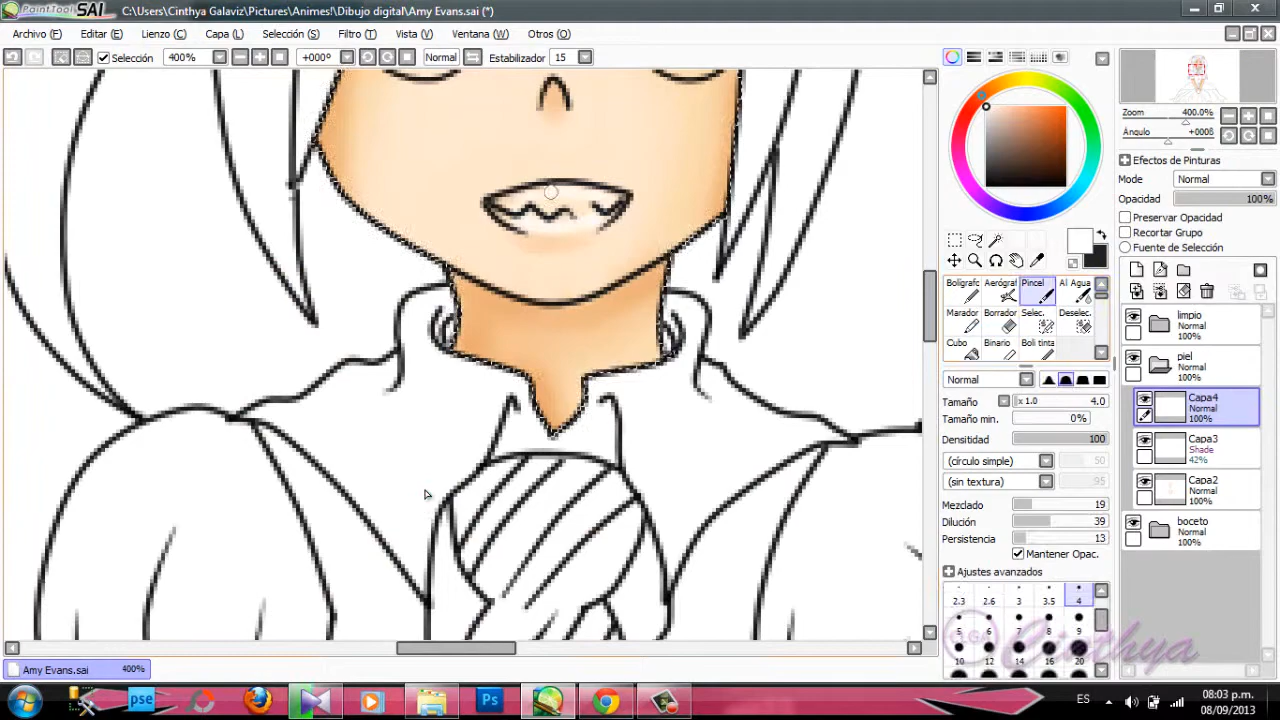 PaintTool SAI C:\Users\Cinthya Galaviz\Pictures\Animes!\Dibujo digital\Amy Evans.sai (*)
Archivo (F) Editar (E) Lienzo (C) Capa (L) Selección (S) Filtro (T) Vista (V) Ventana (W) Otros (O)
Selección 400% +000º Normal Estabilizador 15
Zoom 400.0%
Ángulo +000°
Efectos de Pinturas
Modo Normal
Opacidad 100%
Preservar Opacidad
Recortar Grupo
Fuente de Selección
Bolígrafo Aerógraf Pincel Al Agua
Marador Borrador Selec. Deselec.
Cubo Binario Boli tinta
Normal
Tamaño x 1.0 4.0
Tamaño min. 0%
Densitidad 100
(círculo simple) 50
(sin textura) 95
Mezclado 19
Dilución 39
Persistencia 13
Mantener Opac.
Ajustes avanzados
2.3 2.6 3 3.5 4
5 6 7 8 9
10 12 14 16 20
limpio
Normal
100%
piel
Normal
100%
Capa4
Normal
100%
Capa3
Shade
42%
Capa2
Normal
100%
boceto
Normal
100%
Cinthya
Amy Evans.sai 400%
pse Ps ES 08:03 p.m.
08/09/2013